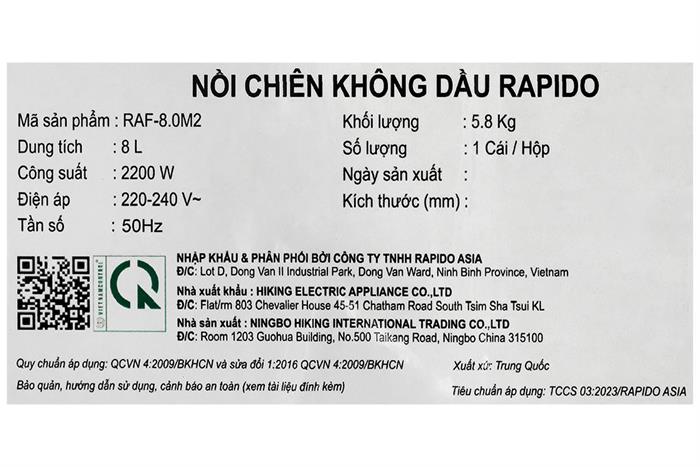 NỒI CHIÊN KHÔNG DẦU RAPIDO
Mã sản phẩm : RAF-8.0M2
Dung tích : 8 L
Công suất : 2200 W
Điện áp : 220-240 V~
Tần số : 50Hz
Khối lượng : 5.8 Kg
Số lượng : 1 Cái / Hộp
Ngày sản xuất :
Kích thước (mm) :
VIETNAMCONTROL
NHẬP KHẨU & PHÂN PHỐI BỞI CÔNG TY TNHH RAPIDO ASIA
Đ/C: Lot D, Dong Van II Industrial Park, Dong Van Ward, Ninh Binh Province, Vietnam
Nhà xuất khẩu : HIKING ELECTRIC APPLIANCE CO.,LTD
Đ/C: Flat/rm 803 Chevalier House 45-51 Chatham Road South Tsim Sha Tsui KL
Nhà sản xuất : NINGBO HIKING INTERNATIONAL TRADING CO.,LTD
Đ/C: Room 1203 Guohua Building, No.500 Taikang Road, Ningbo China 315100
Quy chuẩn áp dụng: QCVN 4:2009/BKHCN và sửa đổi 1:2016 QCVN 4:2009/BKHCN
Xuất xứ: Trung Quốc
Bảo quản, hướng dẫn sử dụng, cảnh báo an toàn (xem tài liệu đính kèm)
Tiêu chuẩn áp dụng: TCCS 03:2023/RAPIDO ASIA